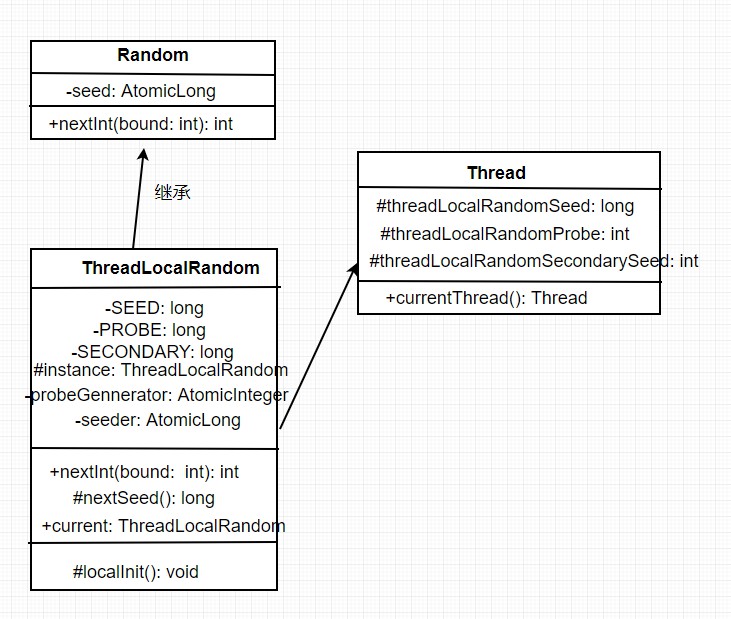 Random
-seed: AtomicLong
+nextInt(bound: int): int
继承
Thread
#threadLocalRandomSeed: long
#threadLocalRandomProbe: int
#threadLocalRandomSecondarySeed: int
+currentThread(): Thread
ThreadLocalRandom
-SEED: long
-PROBE: long
-SECONDARY: long
#instance: ThreadLocalRandom
-probeGennerator: AtomicInteger
-seeder: AtomicLong
+nextInt(bound: int): int
#nextSeed(): long
+current: ThreadLocalRandom
#localInit(): void